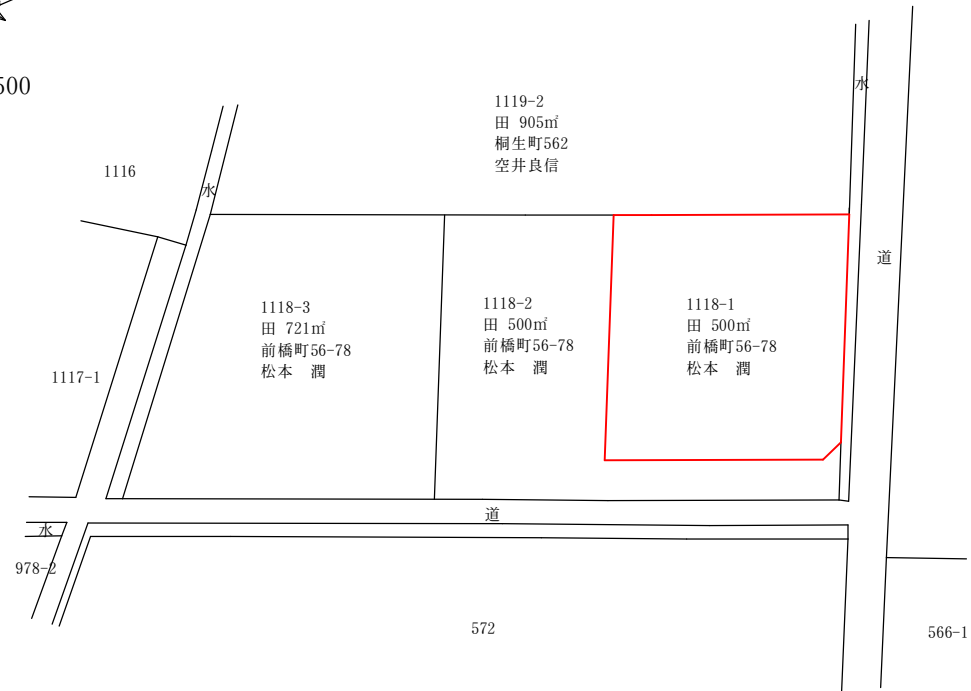 500
水
1119-2
田 905㎡
桐生町562
空井良信
1116
水
道
1118-3
田 721㎡
前橋町56-78
松本　潤
1118-2
田 500㎡
前橋町56-78
松本　潤
1118-1
田 500㎡
前橋町56-78
松本　潤
1117-1
道
水
978-2
572
566-1